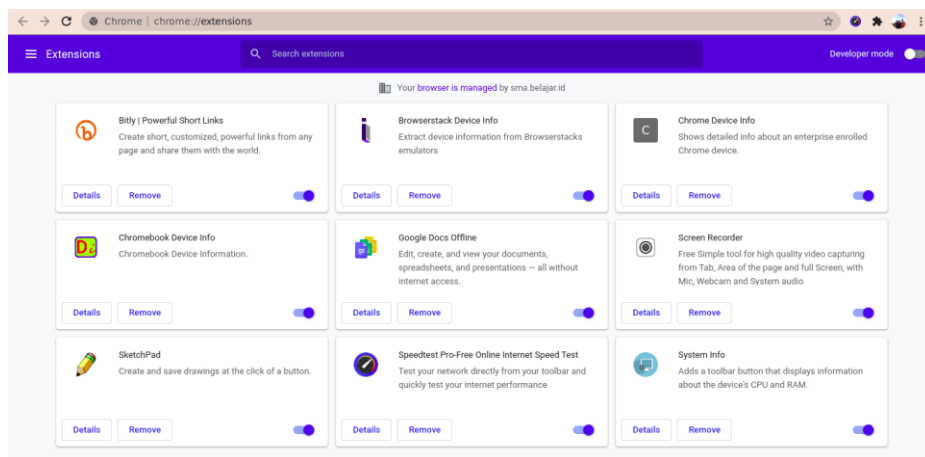 Chrome | chrome://extensions
Extensions
Search extensions
Developer mode
Your browser is managed by sma.belajar.id
Bitly | Powerful Short Links
Create short, customized, powerful links from any
page and share them with the world.
Details
Remove
Browserstack Device Info
Extract device information from Browserstacks
emulators
Details
Remove
C
Chrome Device Info
Shows detailed info about an enterprise enrolled
Chrome device.
Details
Remove
Di
Chromebook Device Info
Chromebook Device Information.
Details
Remove
Google Docs Offline
Edit, create, and view your documents,
spreadsheets, and presentations — all without
internet access.
Details
Remove
Screen Recorder
Free Simple tool for high quality video capturing
from Tab, Area of the page and full Screen, with
Mic, Webcam and System audio
Details
Remove
SketchPad
Create and save drawings at the click of a button.
Details
Remove
Speedtest Pro-Free Online Internet Speed Test
Test your network directly from your toolbar and
quickly test your internet performance
Details
Remove
System Info
Adds a toolbar button that displays information
about the device's CPU and RAM.
Details
Remove